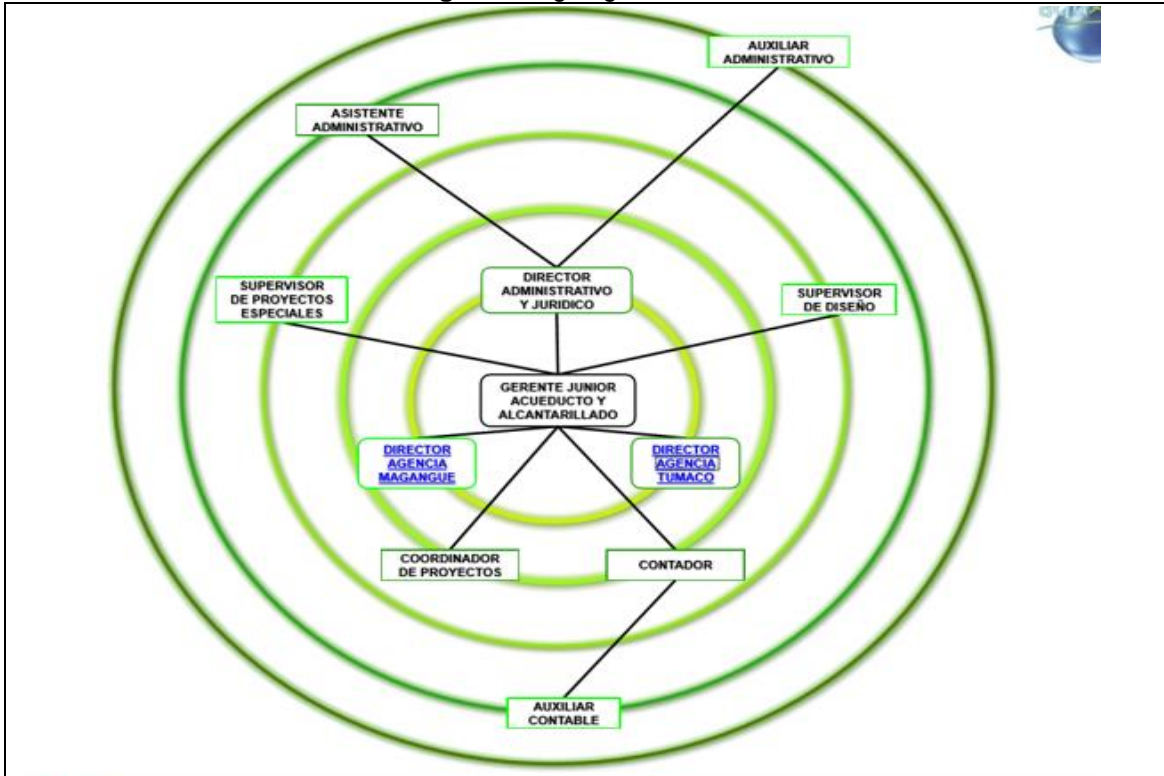 AUXILIAR
ADMINISTRATIVO
ASISTENTE
ADMINISTRATIVO
DIRECTOR
ADMINISTRATIVO
Y JURIDICO
SUPERVISOR
DE PROYECTOS
ESPECIALES
SUPERVISOR
DE DISEÑO
GERENTE JUNIOR
ACUEDUCTO Y
ALCANTARILLADO
DIRECTOR
AGENCIA
MAGANGUE
DIRECTOR
AGENCIA
TUMACO
COORDINADOR
DE PROYECTOS
CONTADOR
AUXILIAR
CONTABLE